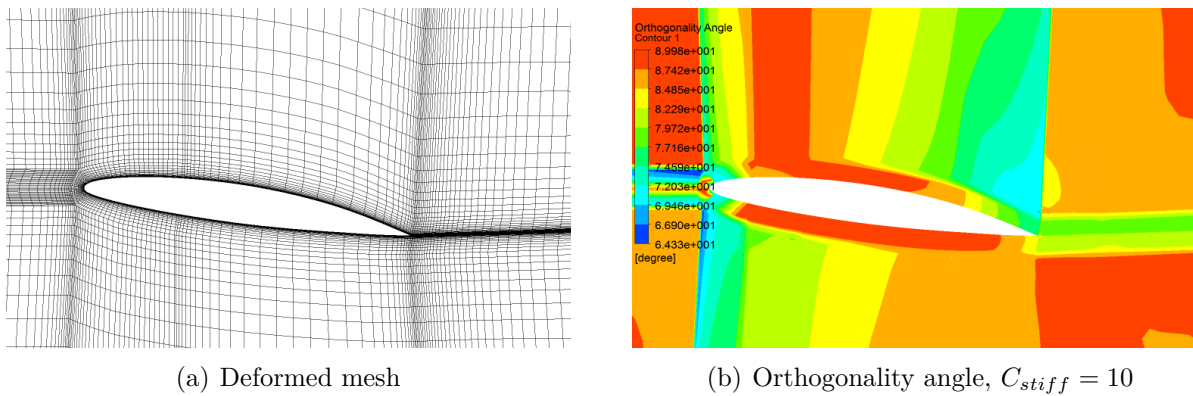 Orthogonality Angle
Contour 1
8.998e+001
8.742e+001
8.485e+001
8.229e+001
7.972e+001
7.716e+001
7.459e+001
7.203e+001
6.946e+001
6.690e+001
6.433e+001
[degree]
(a) Deformed mesh
(b) Orthogonality angle, C_{stiff} = 10